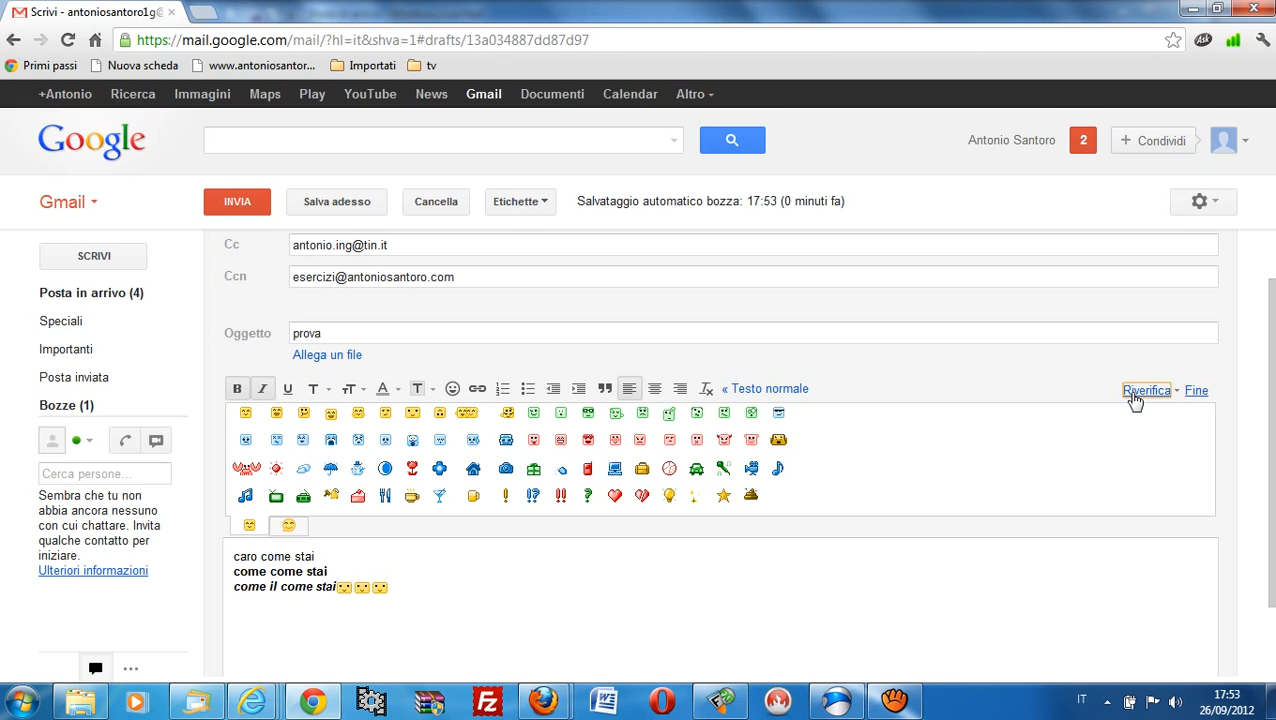 Scrivi - antoniosantoro1g@
https://mail.google.com/mail/?hl=it&shva=1#drafts/13a034887dd87d97
Ask
Primi passi Nuova scheda www.antoniosantor... Importati tv
+Antonio Ricerca Immagini Maps Play YouTube News Gmail Documenti Calendar Altro
Google
Antonio Santoro 2 + Condividi
Gmail INVIA Salva adesso Cancella Etichette Salvataggio automatico bozza: 17:53 (0 minuti fa)
SCRIVI
Posta in arrivo (4)
Speciali
Importanti
Posta inviata
Bozze (1)
Cerca persone...
Sembra che tu non
abbia ancora nessuno
con cui chattare. Invita
qualche contatto per
iniziare.
Ulteriori informazioni
Cc antonio.ing@tin.it
Ccn esercizi@antoniosantoro.com
Oggetto prova
Allega un file
B I U T T A T « Testo normale Riverifica Fine
caro come stai
come come stai
come il come stai
IT 17:53
26/09/2012